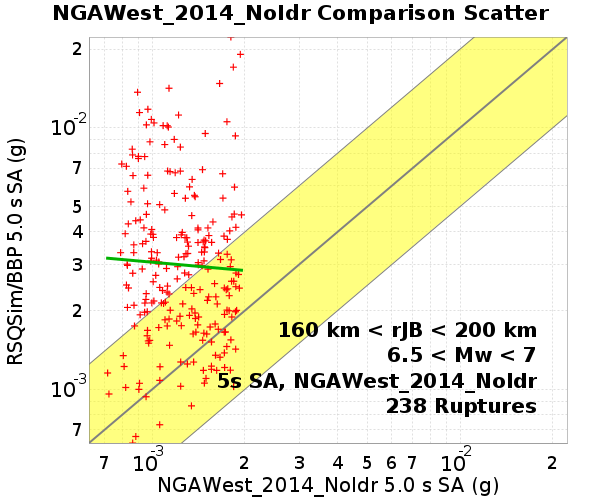 NGAWest_2014_NoIdr Comparison Scatter
RSQSim/BBP 5.0 s SA (g)
2
10⁻²
7
5
4
3
2
10⁻³
7
160 km < rJB < 200 km
6.5 < Mw < 7
5s SA, NGAWest_2014_NoIdr
238 Ruptures
7 10⁻³ 2 3 4 5 6 7 10⁻² 2
NGAWest_2014_NoIdr 5.0 s SA (g)